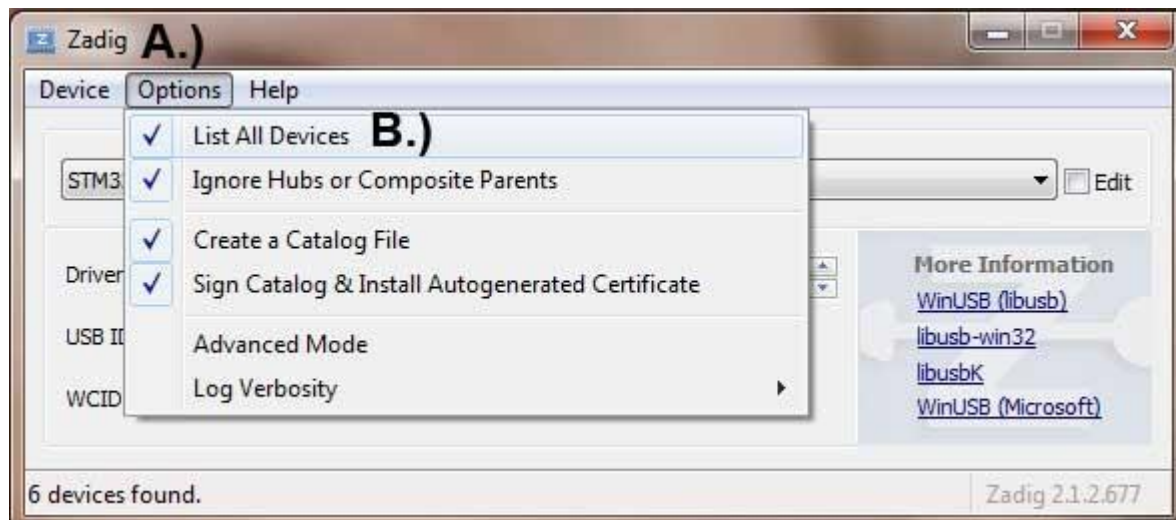 Zadig A.)
Device Options Help
List All Devices B.)
STM3
Ignore Hubs or Composite Parents
Edit
Create a Catalog File
Driver
Sign Catalog & Install Autogenerated Certificate
More Information
WinUSB (libusb)
USB ID
Advanced Mode
libusb-win32
Log Verbosity
libusbK
WCID
WinUSB (Microsoft)
6 devices found.
Zadig 2.1.2.677